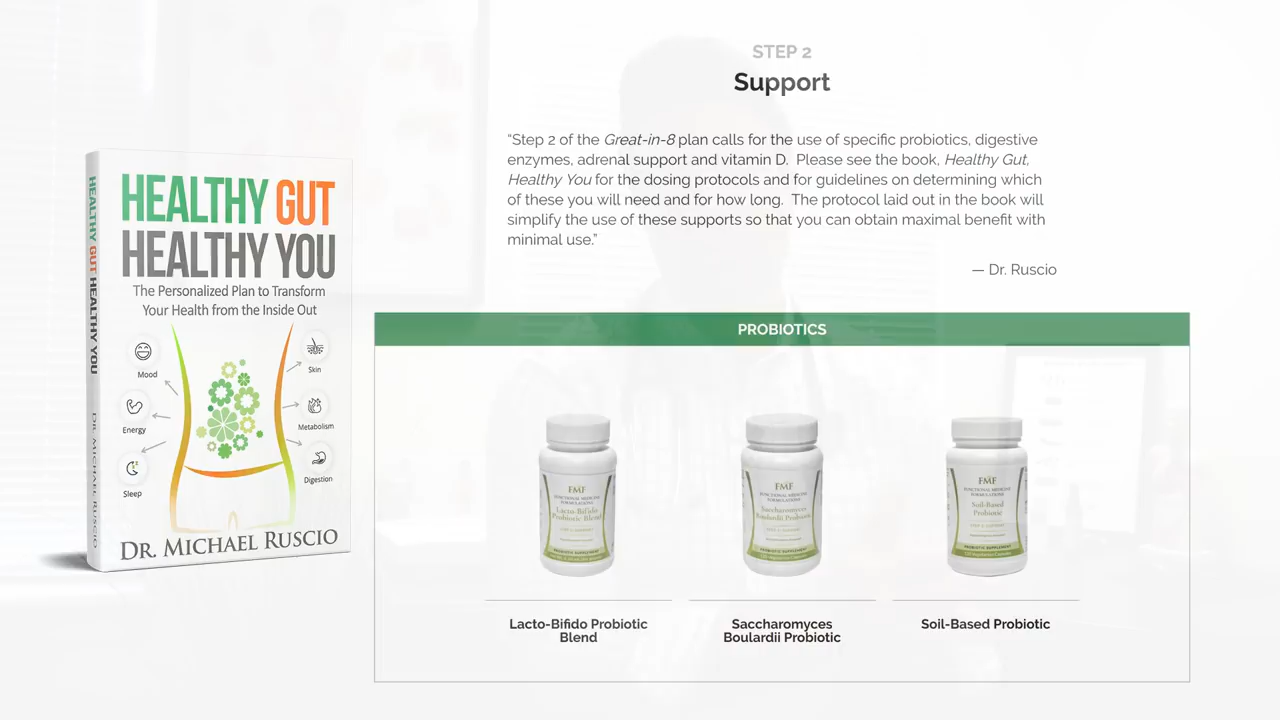 STEP 2
Support
“Step 2 of the Great-in-8 plan calls for the use of specific probiotics, digestive
enzymes, adrenal support and vitamin D. Please see the book, Healthy Gut,
Healthy You for the dosing protocols and for guidelines on determining which
of these you will need and for how long. The protocol laid out in the book will
simplify the use of these supports so that you can obtain maximal benefit with
minimal use.”
— Dr. Ruscio
HEALTHY GUT HEALTHY YOU
DR. MICHAEL RUSCIO
HEALTHY GUT
HEALTHY YOU
The Personalized Plan to Transform
Your Health from the Inside Out
Mood
Energy
Sleep
Skin
Metabolism
Digestion
DR. MICHAEL RUSCIO
PROBIOTICS
FMF
FUNCTIONAL MEDICINE
FORMULATIONS
Lacto-Bifido
Probiotic Blend
PROBIOTIC SUPPLEMENT
FMF
FUNCTIONAL MEDICINE
FORMULATIONS
Saccharomyces
Boulardii Probiotic
PROBIOTIC SUPPLEMENT
FMF
FUNCTIONAL MEDICINE
FORMULATIONS
Soil-Based
Probiotic
PROBIOTIC SUPPLEMENT
Lacto-Bifido Probiotic
Blend
Saccharomyces
Boulardii Probiotic
Soil-Based Probiotic